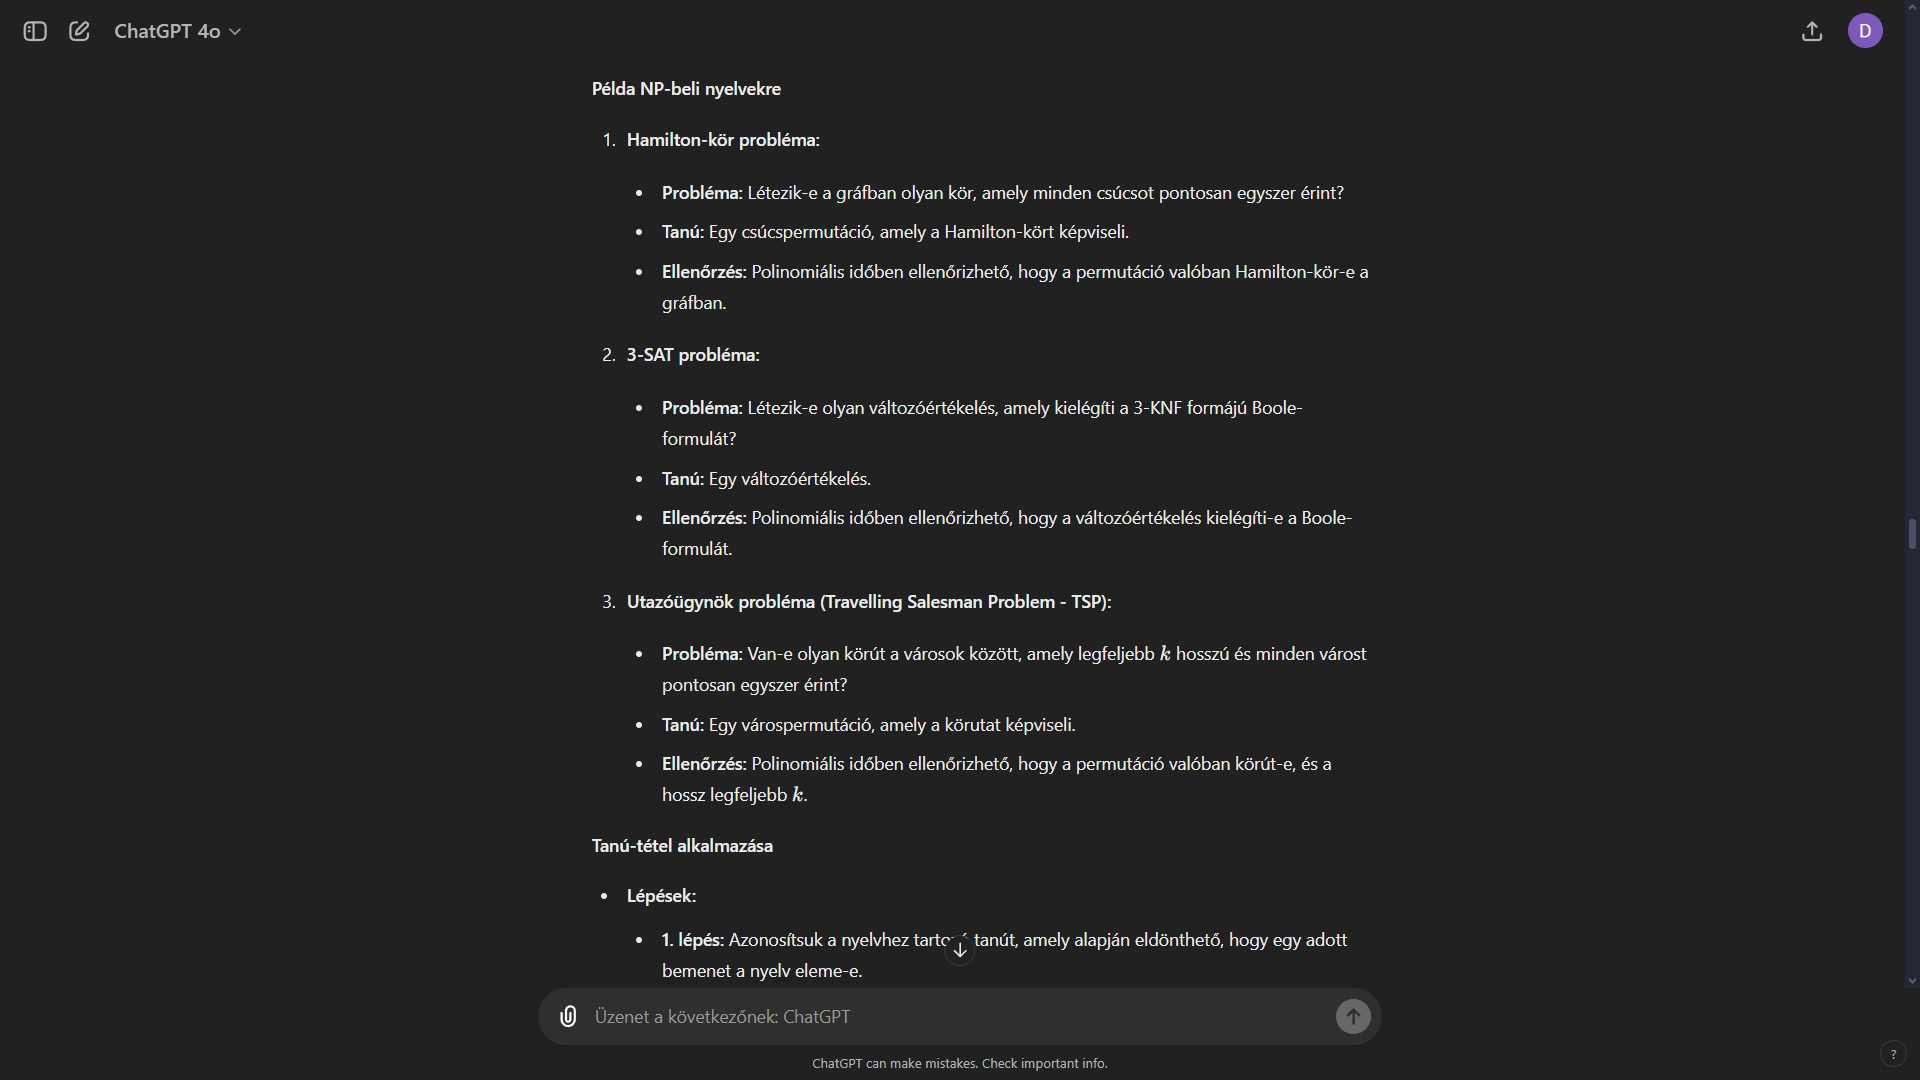 ChatGPT 4o
D
Példa NP-beli nyelvekre
1. Hamilton-kör probléma:
• Probléma: Létezik-e a gráfban olyan kör, amely minden csúcsot pontosan egyszer érint?
• Tanú: Egy csúcspermutáció, amely a Hamilton-kört képviseli.
• Ellenőrzés: Polinomiális időben ellenőrizhető, hogy a permutáció valóban Hamilton-kör-e a
gráfban.
2. 3-SAT probléma:
• Probléma: Létezik-e olyan változóértékelés, amely kielégíti a 3-KNF formájú Boole-
formulát?
• Tanú: Egy változóértékelés.
• Ellenőrzés: Polinomiális időben ellenőrizhető, hogy a változóértékelés kielégíti-e a Boole-
formulát.
3. Utazóügynök probléma (Travelling Salesman Problem - TSP):
• Probléma: Van-e olyan körút a városok között, amely legfeljebb k hosszú és minden várost
pontosan egyszer érint?
• Tanú: Egy várospermutáció, amely a körutat képviseli.
• Ellenőrzés: Polinomiális időben ellenőrizhető, hogy a permutáció valóban körút-e, és a
hossz legfeljebb k.
Tanú-tétel alkalmazása
• Lépések:
• 1. lépés: Azonosítsuk a nyelvhez tanút, amely alapján eldönthető, hogy egy adott
bemenet a nyelv eleme-e.
Üzenet a következőnek: ChatGPT
ChatGPT can make mistakes. Check important info.
?